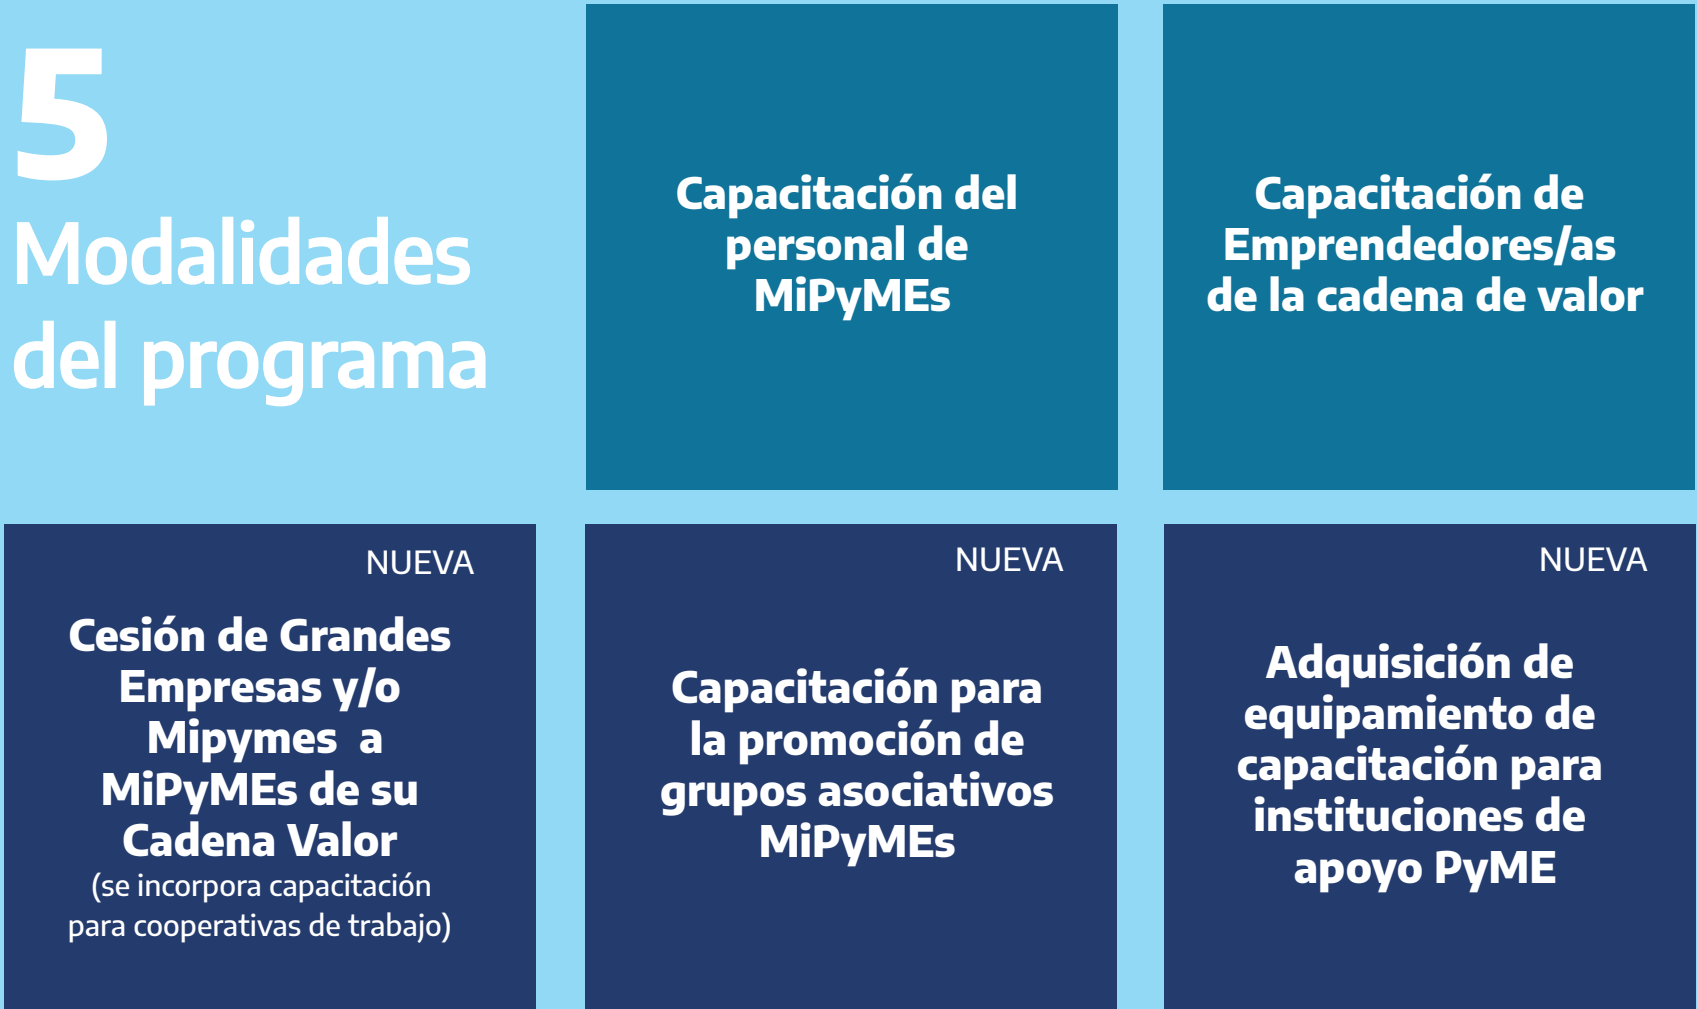 5
Modalidades
del programa
Capacitación del
personal de
MiPyMEs
Capacitación de
Emprendedores/as
de la cadena de valor
NUEVA
Cesión de Grandes
Empresas y/o
Mipymes a
MiPyMEs de su
Cadena Valor
(se incorpora capacitación
para cooperativas de trabajo)
NUEVA
Capacitación para
la promoción de
grupos asociativos
MiPyMEs
NUEVA
Adquisición de
equipamiento de
capacitación para
instituciones de
apoyo PyME